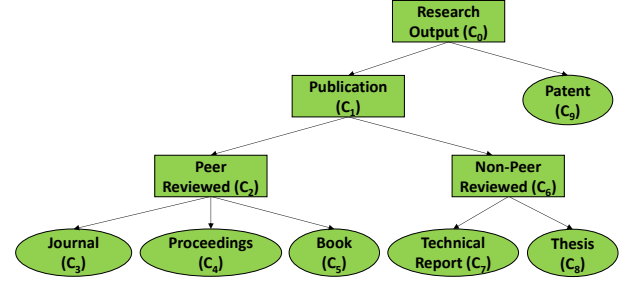 Research
Output (C₀)
Publication
(C₁)
Patent
(C₉)
Peer
Reviewed (C₂)
Non-Peer
Reviewed (C₆)
Journal
(C₃)
Proceedings
(C₄)
Book
(C₅)
Technical
Report (C₇)
Thesis
(C₈)